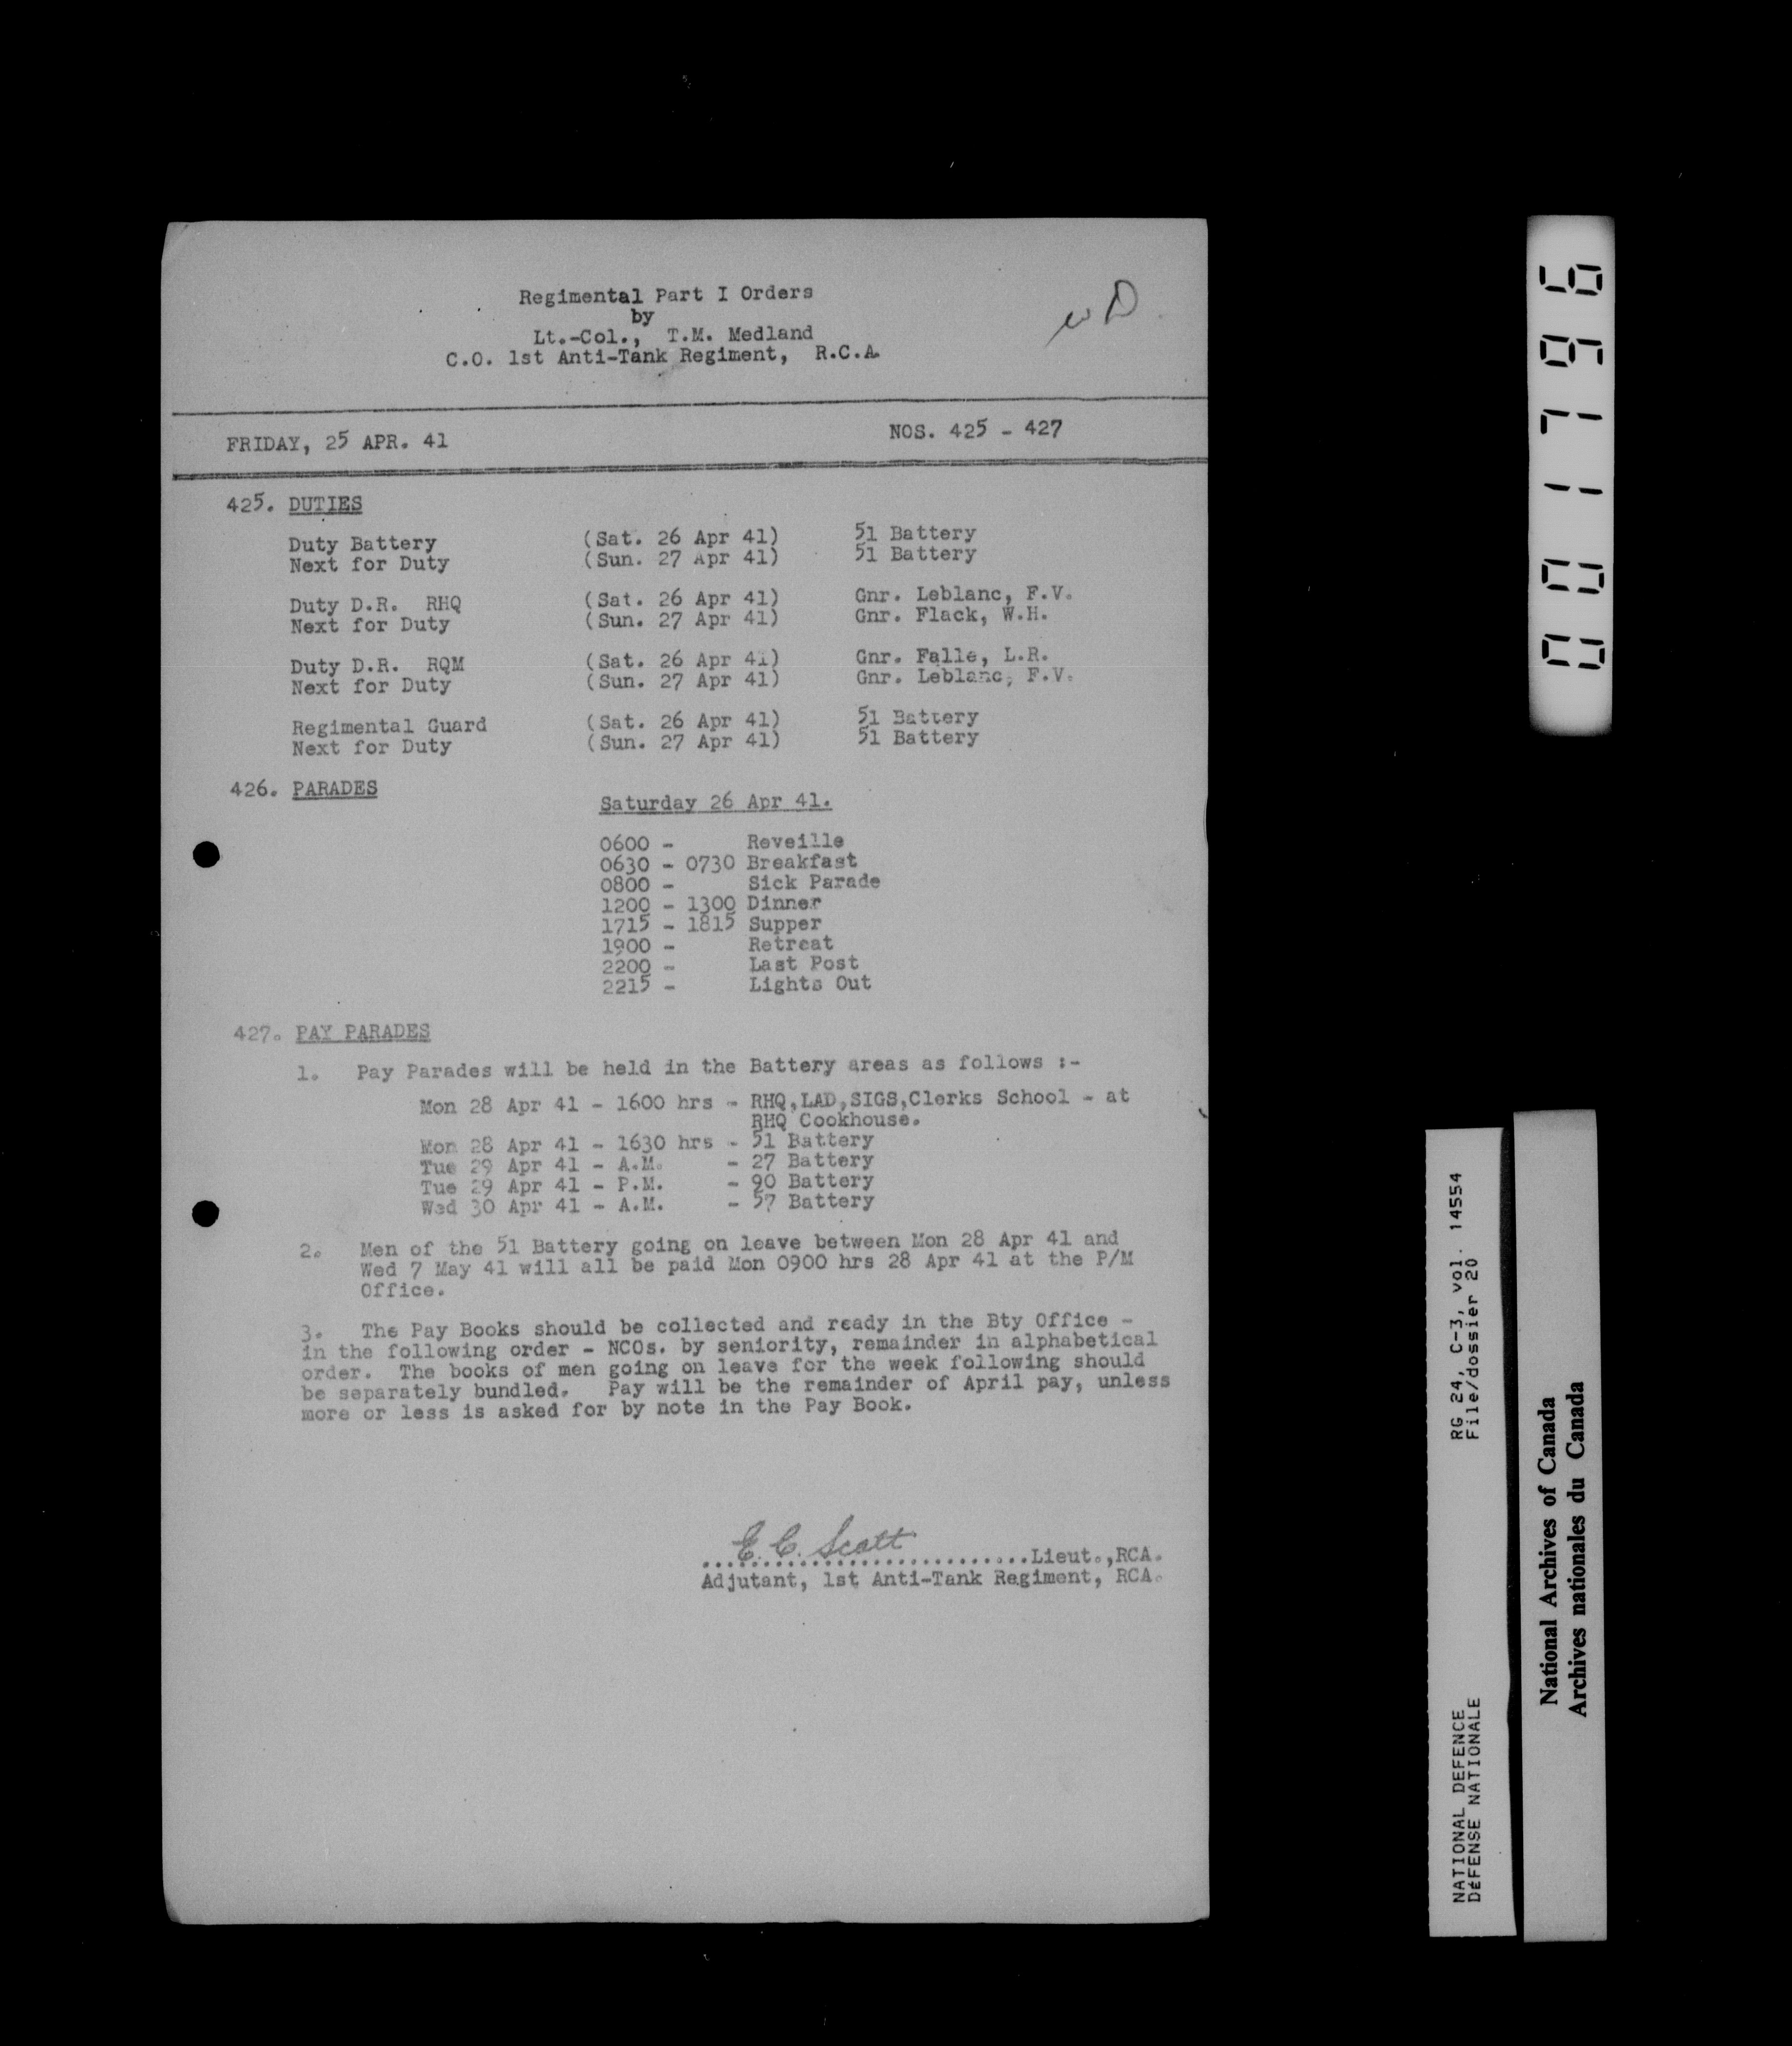 Regimental Part I Orders
by
Lt.-Col., T.M. Medland
C.O. 1st Anti-Tank Regiment, R.C.A.
FRIDAY, 25 APR. 41 NOS. 425 - 427
425. DUTIES
Duty Battery (Sat. 26 Apr 41) 51 Battery
Next for Duty (Sun. 27 Apr 41) 51 Battery
Duty D.R. RHQ (Sat. 26 Apr 41) Gnr. Leblanc, F.V.
Next for Duty (Sun. 27 Apr 41) Gnr. Flack, W.H.
Duty D.R. RQM (Sat. 26 Apr 41) Gnr. Falle, L.R.
Next for Duty (Sun. 27 Apr 41) Gnr. Leblanc, F.V.
Regimental Guard (Sat. 26 Apr 41) 51 Battery
Next for Duty (Sun. 27 Apr 41) 51 Battery
426. PARADES
Saturday 26 Apr 41.
0600 - Reveille
0630 - 0730 Breakfast
0800 - Sick Parade
1200 - 1300 Dinner
1715 - 1815 Supper
1900 - Retreat
2200 - Last Post
2215 - Lights Out
427. PAY PARADES
1. Pay Parades will be held in the Battery areas as follows :-
Mon 28 Apr 41 - 1600 hrs - RHQ,LAD,SIGS,Clerks School - at
RHQ Cookhouse.
Mon 28 Apr 41 - 1630 hrs - 51 Battery
Tue 29 Apr 41 - A.M. - 27 Battery
Tue 29 Apr 41 - P.M. - 90 Battery
Wed 30 Apr 41 - A.M. - 57 Battery
2. Men of the 51 Battery going on leave between Mon 28 Apr 41 and
Wed 7 May 41 will all be paid Mon 0900 hrs 28 Apr 41 at the P/M
Office.
3. The Pay Books should be collected and ready in the Bty Office -
in the following order - NCOs. by seniority, remainder in alphabetical
order. The books of men going on leave for the week following should
be separately bundled. Pay will be the remainder of April pay, unless
more or less is asked for by note in the Pay Book.
E. C. Scott
..............................Lieut.,RCA.
Adjutant, 1st Anti-Tank Regiment, RCA.
001796
RG 24, C-3, vol. 14554
File/dossier 20
NATIONAL DEFENCE
DéFENSE NATIONALE
National Archives of Canada
Archives nationales du Canada